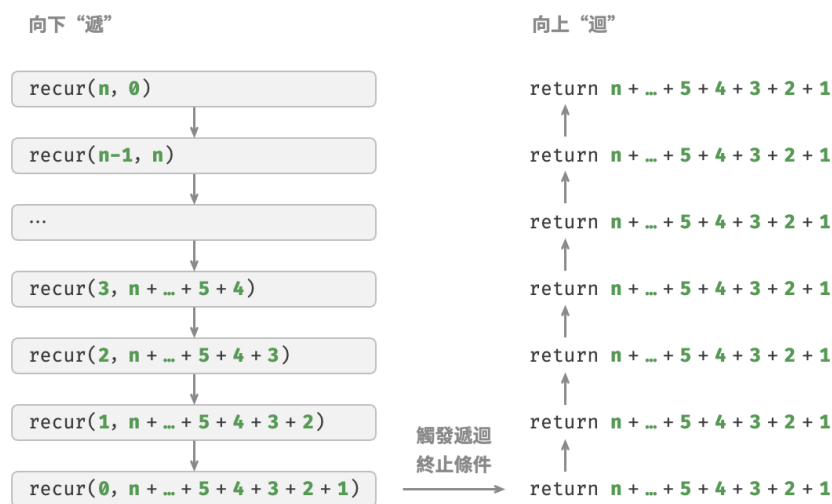 向下“遞”
recur(n, 0)
recur(n-1, n)
…
recur(3, n + … + 5 + 4)
recur(2, n + … + 5 + 4 + 3)
recur(1, n + … + 5 + 4 + 3 + 2)
recur(0, n + … + 5 + 4 + 3 + 2 + 1)
觸發遞迴
終止條件
向上“迴”
return n + … + 5 + 4 + 3 + 2 + 1
return n + … + 5 + 4 + 3 + 2 + 1
return n + … + 5 + 4 + 3 + 2 + 1
return n + … + 5 + 4 + 3 + 2 + 1
return n + … + 5 + 4 + 3 + 2 + 1
return n + … + 5 + 4 + 3 + 2 + 1
return n + … + 5 + 4 + 3 + 2 + 1